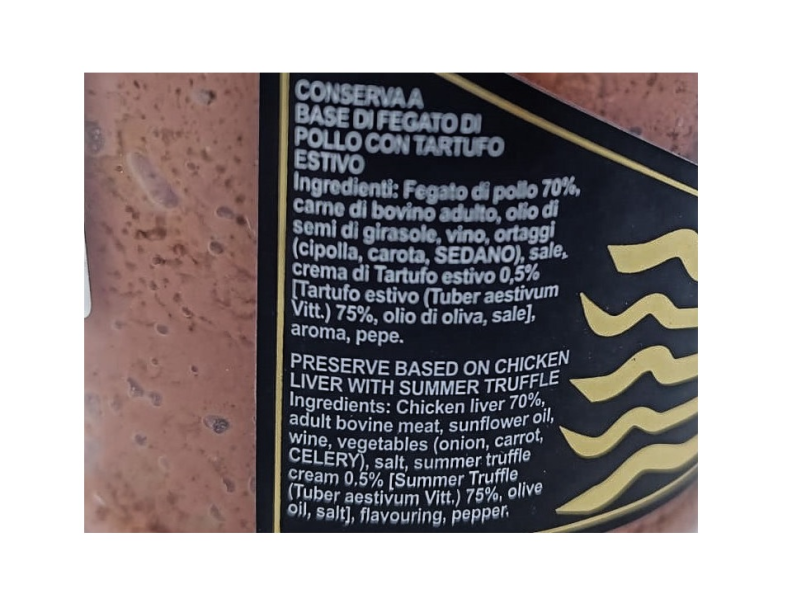 CONSERVA A
BASE DI FEGATO DI
POLLO CON TARTUFO
ESTIVO
Ingredienti: Fegato di pollo 70%,
carne di bovino adulto, olio di
semi di girasole, vino, ortaggi
(cipolla, carota, SEDANO), sale,
crema di Tartufo estivo 0,5%
[Tartufo estivo (Tuber aestivum
Vitt.) 75%, olio di oliva, sale],
aroma, pepe.
PRESERVE BASED ON CHICKEN
LIVER WITH SUMMER TRUFFLE
Ingredients: Chicken liver 70%,
adult bovine meat, sunflower oil,
wine, vegetables (onion, carrot,
CELERY), salt, summer truffle
cream 0.5% [Summer Truffle
(Tuber aestivum Vitt.) 75%, olive
oil, salt], flavouring, pepper.